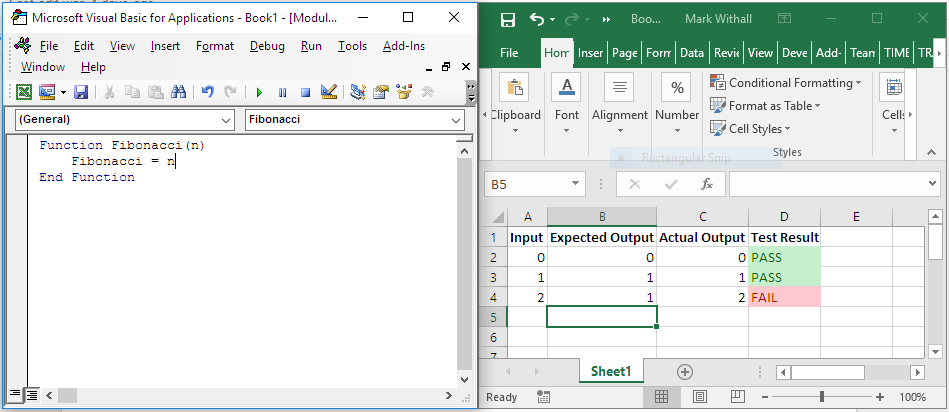 Microsoft Visual Basic for Applications - Book1 - [Modul...
File Edit View Insert Format Debug Run Tools Add-Ins
Window Help
(General) Fibonacci
Function Fibonacci(n)
Fibonacci = n
End Function
Boo... Mark Withall
File Hom Inser Page Form Data Revie View Deve Add- Team TIME TRA
Clipboard Font Alignment Number
%
Conditional Formatting
Format as Table
Cell Styles
Styles
Cells
Rectangular Snip
B5 fx
A B C D E
1 Input Expected Output Actual Output Test Result
2 0 0 0 PASS
3 1 1 1 PASS
4 2 1 2 FAIL
5
6
7
Sheet1
Ready 100%